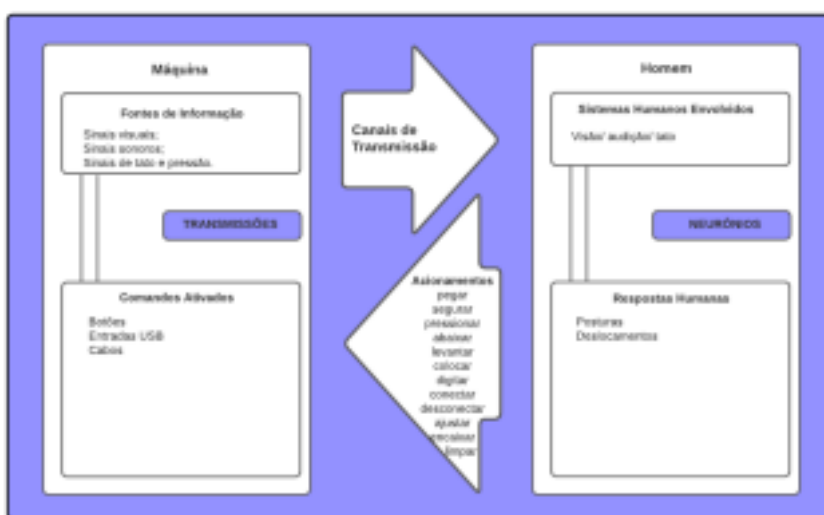 Máquina
Fontes de Informação
Sinais visuais;
Sinais sonoros;
Sinais de tato e pressão.
TRANSMISSÕES
Comandos Ativados
Botões
Entradas USB
Cabos
Canais de
Transmissão
Acionamentos
pegar
segurar
pressionar
abaixar
levantar
colocar
digitar
conectar
desconectar
ajustar
encaixar
limpar
Homem
Sistemas Humanos Envolvidos
Visão/ audição/ tato
NEURÔNIOS
Respostas Humanas
Posturas
Deslocamentos